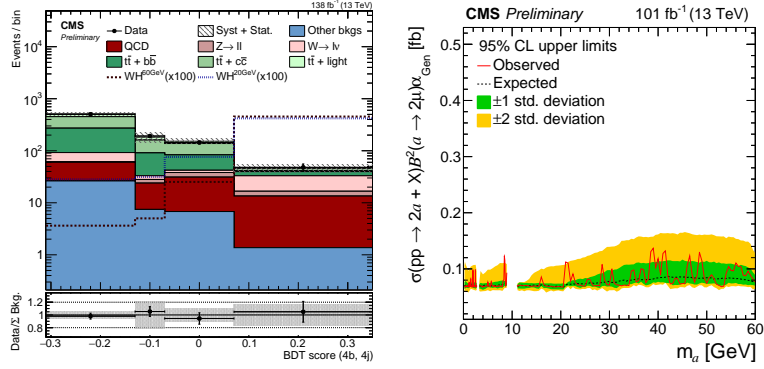 138 fb⁻¹ (13 TeV)
CMS
Preliminary
Data
Syst + Stat.
Other bkgs
QCD
Z→ ll
W→ lν
tt̄ + bb̄
tt̄ + cc̄
tt̄ + light
WH⁶⁰ᴳᵉⱽ(x100)
WH²⁰ᴳᵉⱽ(x100)
Events / bin
10⁴
10³
10²
10
1
Data/Σ Bkg.
1.2
1
0.8
−0.3 −0.2 −0.1 0 0.1 0.2 0.3
BDT score (4b, 4j)
CMS Preliminary 101 fb⁻¹ (13 TeV)
95% CL upper limits
Observed
Expected
±1 std. deviation
±2 std. deviation
σ(pp → 2a + X)B²(a → 2μ)α_Gen [fb]
0.5
0.4
0.3
0.2
0.1
0 10 20 30 40 50 60
m_a [GeV]